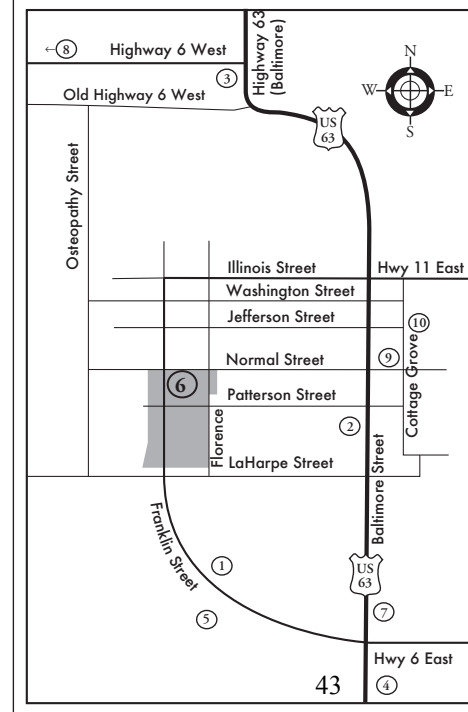 ←⑧ Highway 6 West
Highway 63
(Baltimore)
③
Old Highway 6 West
N
W
E
S
US
63
Osteopathy Street
Illinois Street
Hwy 11 East
Washington Street
Jefferson Street
⑩
Normal Street
⑨
Cottage Grove
⑥
Patterson Street
Florence
②
LaHarpe Street
Baltimore Street
Franklin Street
①
US
63
⑤
⑦
Hwy 6 East
43
④